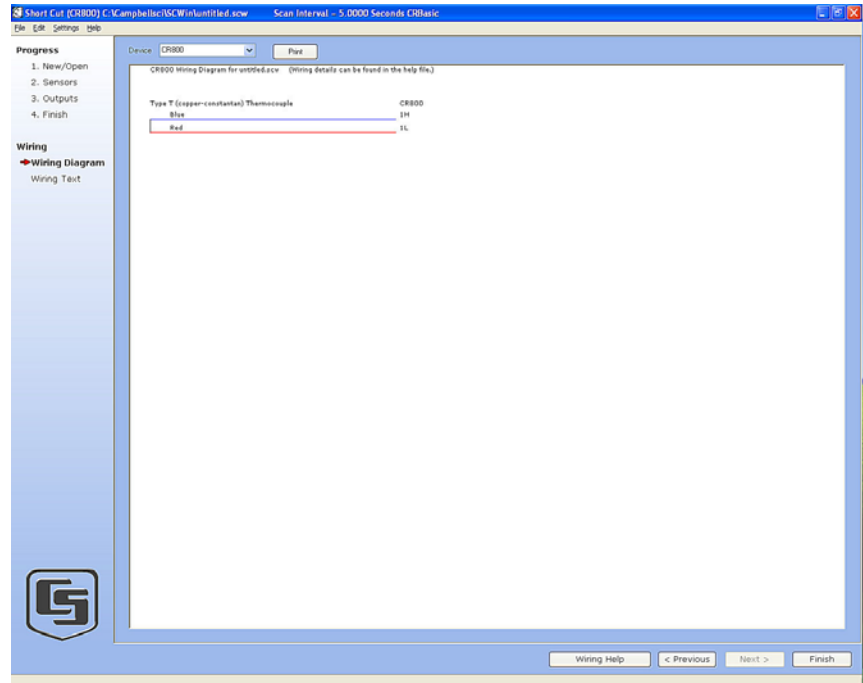 Short Cut (CR800) C:\Campbellsci\SCWin\untitled.scw Scan Interval = 5.0000 Seconds CRBasic
File Edit Settings Help
Progress
1. New/Open
2. Sensors
3. Outputs
4. Finish
Wiring
Wiring Diagram
Wiring Text
Device CR800 Print
CR800 Wiring Diagram for untitled.scw (Wiring details can be found in the help file.)
Type T (copper-constantan) Thermocouple CR800
Blue 1H
Red 1L
Wiring Help < Previous Next > Finish